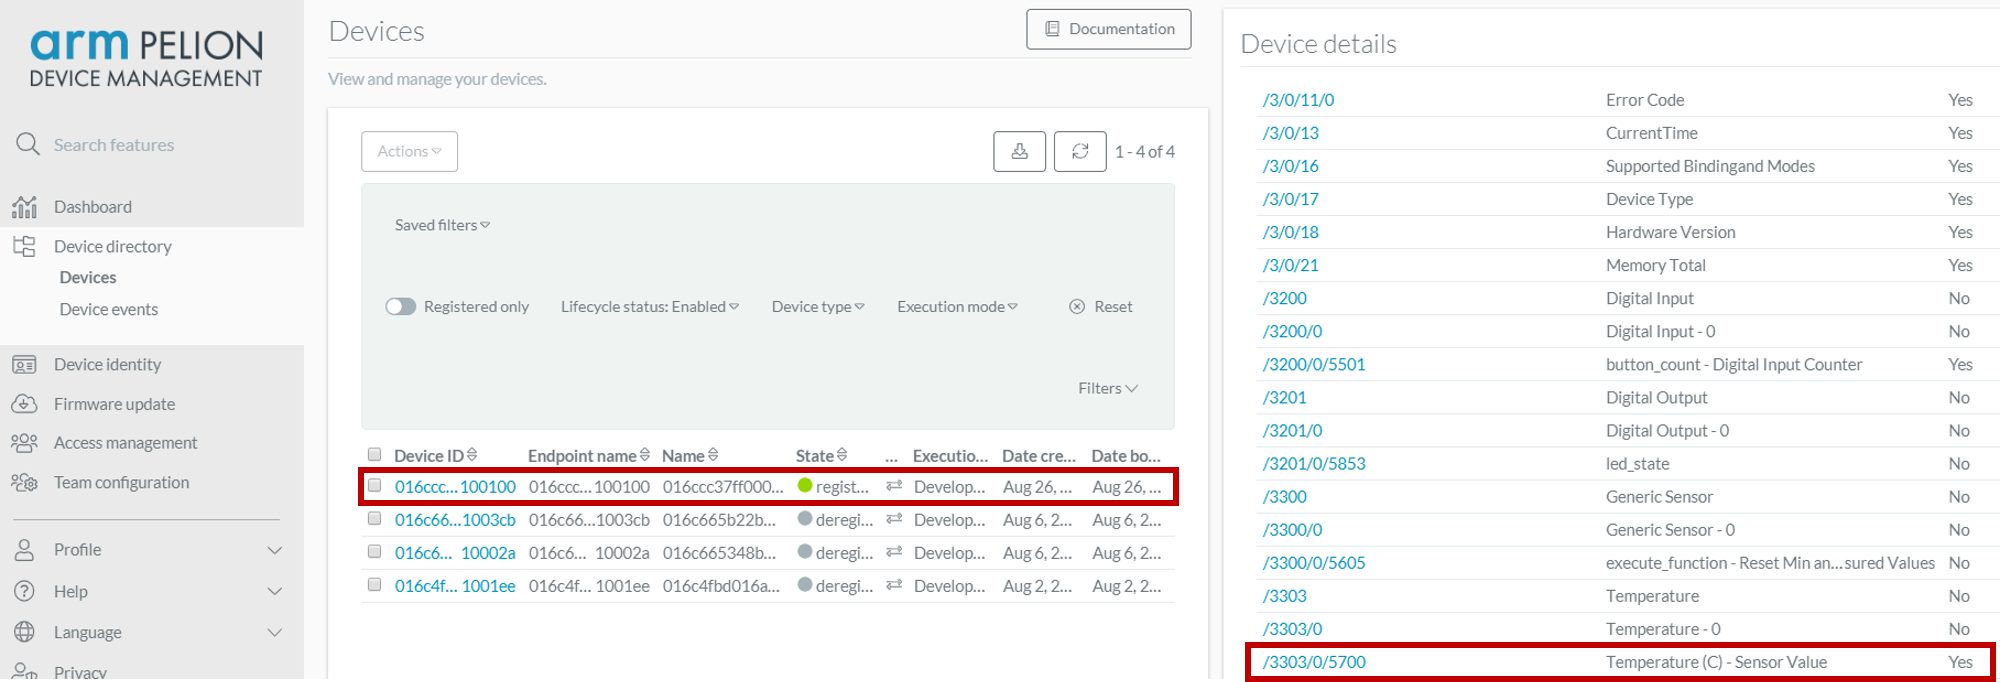 arm PELION
DEVICE MANAGEMENT
Search features
Dashboard
Device directory
Devices
Device events
Device identity
Firmware update
Access management
Team configuration
Profile
Help
Language
Privacy
Devices
Documentation
View and manage your devices.
Actions
1 - 4 of 4
Saved filters
Registered only Lifecycle status: Enabled Device type Execution mode Reset
Filters
Device ID Endpoint name Name State ... Executio... Date cre... Date bo...
016ccc... 100100 016ccc... 100100 016ccc37ff000... regist... Develop... Aug 26, ... Aug 26, ...
016c66... 1003cb 016c66... 1003cb 016c665b22b... deregi... Develop... Aug 6, 2... Aug 6, 2...
016c6... 10002a 016c6... 10002a 016c665348b... deregi... Develop... Aug 6, 2... Aug 6, 2...
016c4f... 1001ee 016c4f... 1001ee 016c4fbd016a... deregi... Develop... Aug 2, 2... Aug 2, 2...
Device details
/3/0/11/0 Error Code Yes
/3/0/13 CurrentTime Yes
/3/0/16 Supported Bindingand Modes Yes
/3/0/17 Device Type Yes
/3/0/18 Hardware Version Yes
/3/0/21 Memory Total Yes
/3200 Digital Input No
/3200/0 Digital Input - 0 No
/3200/0/5501 button_count - Digital Input Counter Yes
/3201 Digital Output No
/3201/0 Digital Output - 0 No
/3201/0/5853 led_state No
/3300 Generic Sensor No
/3300/0 Generic Sensor - 0 No
/3300/0/5605 execute_function - Reset Min an... sured Values No
/3303 Temperature No
/3303/0 Temperature - 0 No
/3303/0/5700 Temperature (C) - Sensor Value Yes